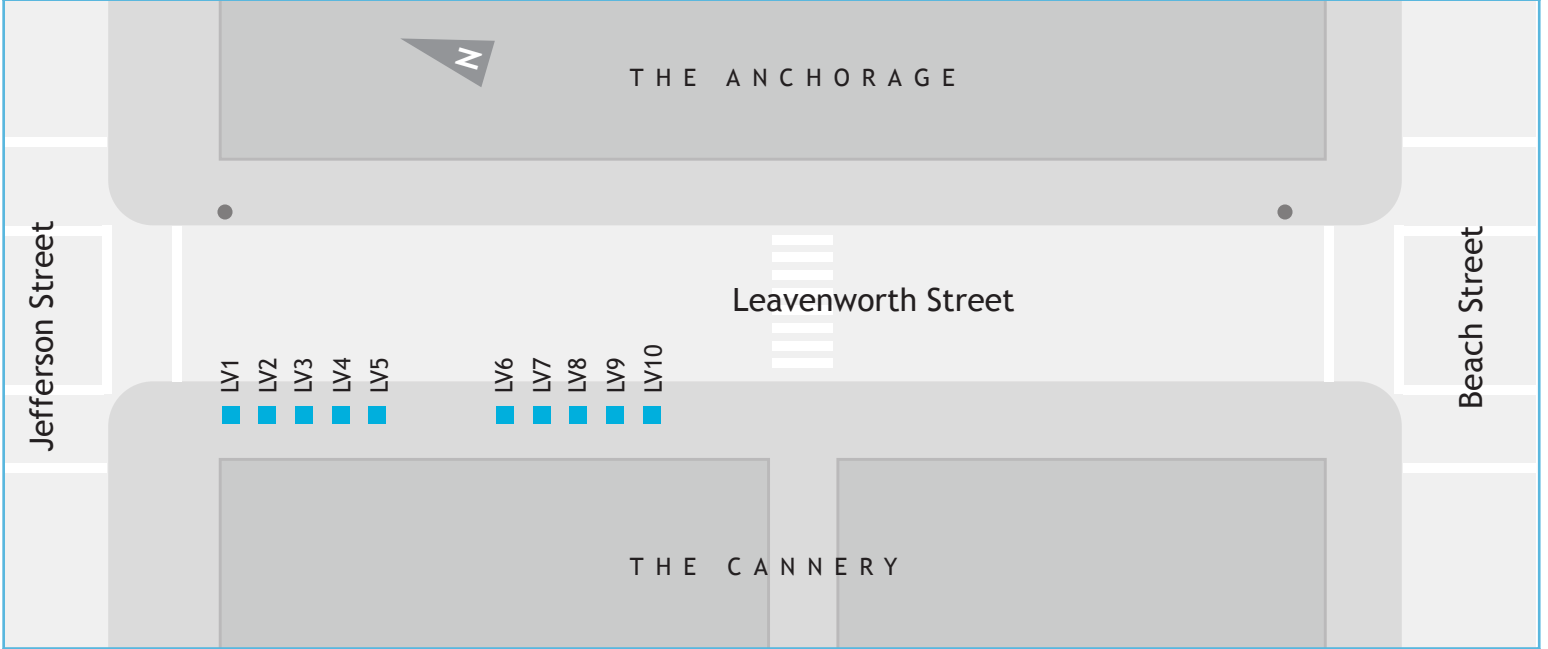 N
THE ANCHORAGE
Jefferson Street
Leavenworth Street
Beach Street
LV1
LV2
LV3
LV4
LV5
LV6
LV7
LV8
LV9
LV10
THE CANNERY